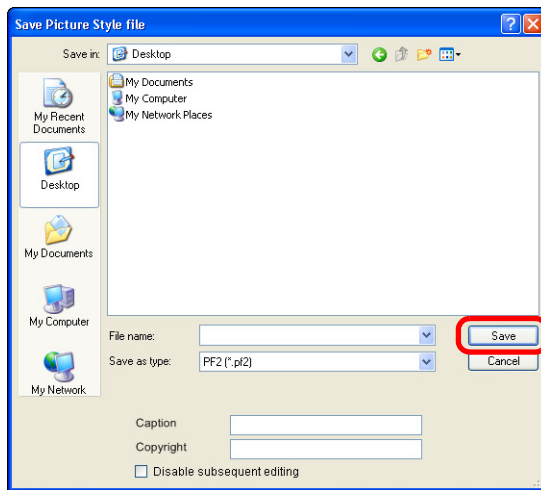 Save Picture Style file
Save in:
Desktop
My Recent
Documents
Desktop
My Documents
My Computer
My Network
My Documents
My Computer
My Network Places
File name:
Save
Save as type:
PF2 (*.pf2)
Cancel
Caption
Copyright
Disable subsequent editing